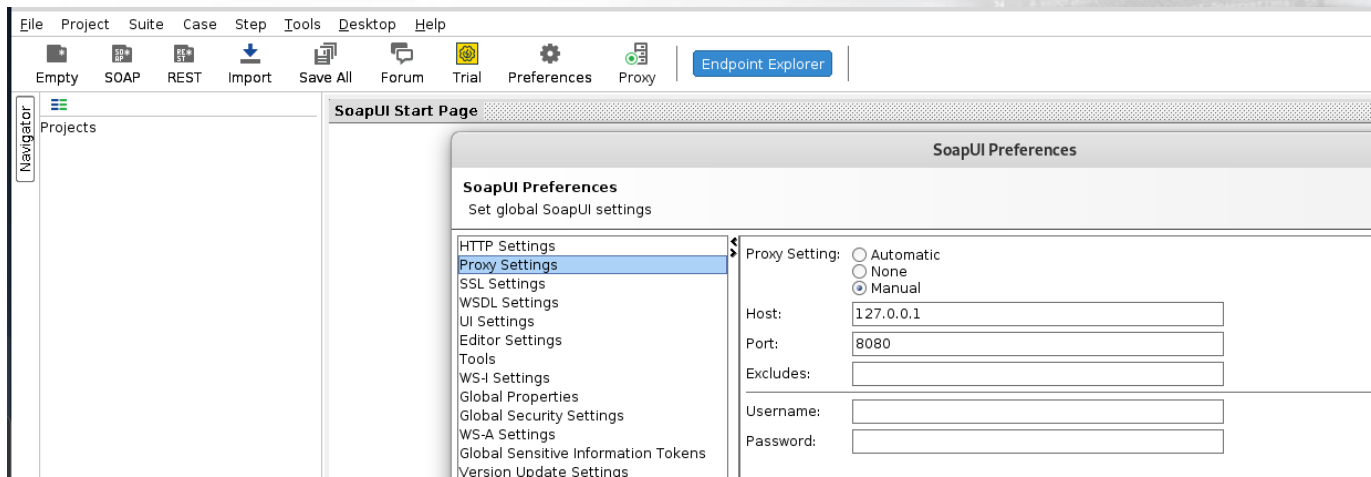 File Project Suite Case Step Tools Desktop Help
Empty SOAP REST Import Save All Forum Trial Preferences Proxy Endpoint Explorer
Navigator
Projects
SoapUI Start Page
SoapUI Preferences
SoapUI Preferences
Set global SoapUI settings
HTTP Settings
Proxy Settings
SSL Settings
WSDL Settings
UI Settings
Editor Settings
Tools
WS-I Settings
Global Properties
Global Security Settings
WS-A Settings
Global Sensitive Information Tokens
Version Update Settings
Proxy Setting: Automatic
None
Manual
Host: 127.0.0.1
Port: 8080
Excludes:
Username:
Password: